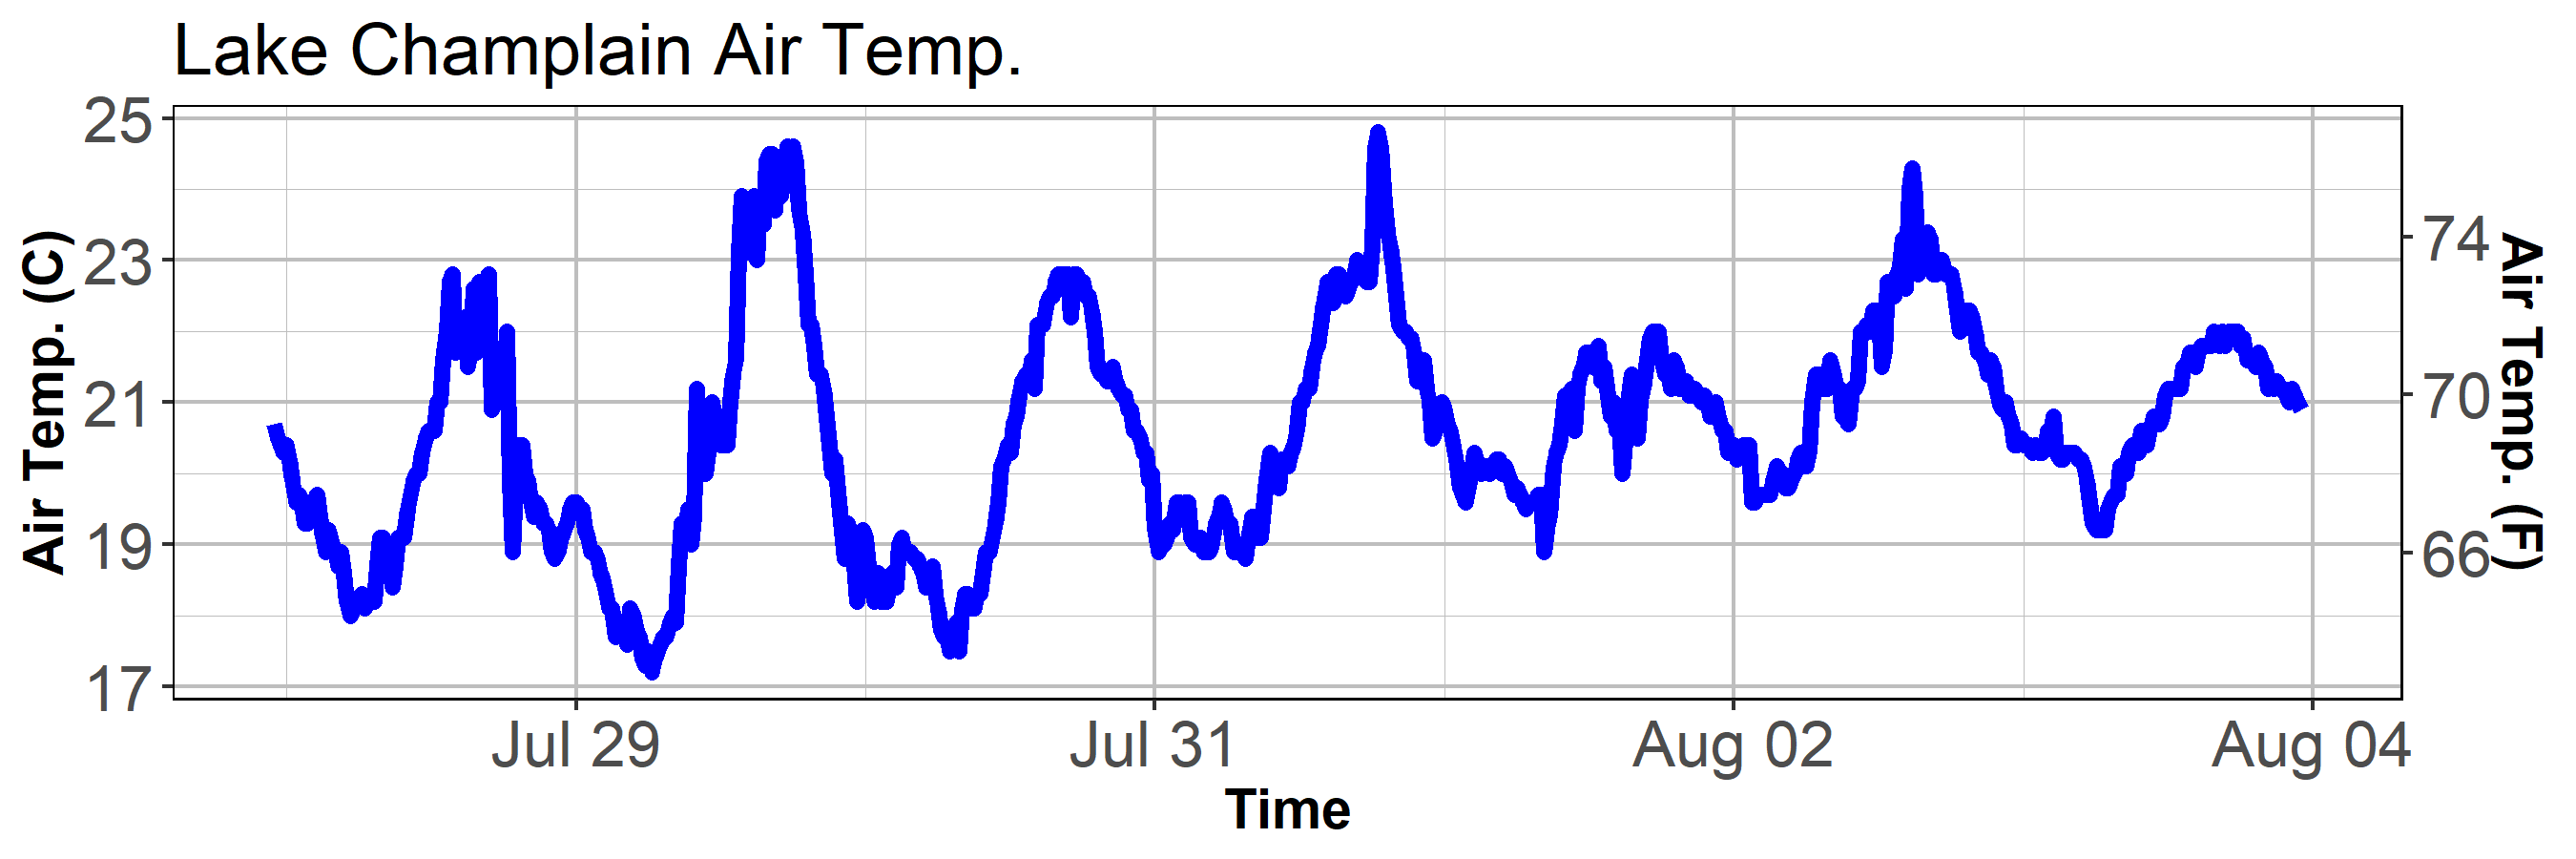 Lake Champlain Air Temp.
25
23
21
19
17
Air Temp. (C)
74
70
66
Air Temp. (F)
Jul 29 Jul 31 Aug 02 Aug 04
Time